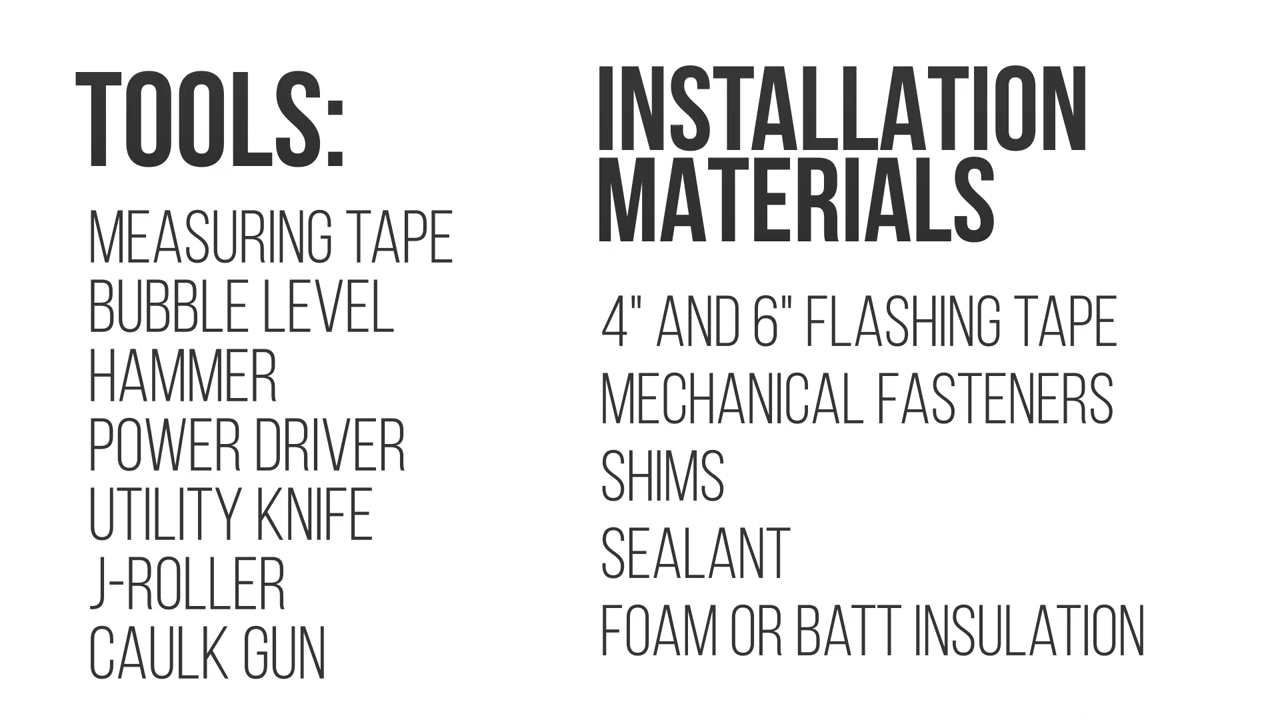 TOOLS:
MEASURING TAPE
BUBBLE LEVEL
HAMMER
POWER DRIVER
UTILITY KNIFE
J-ROLLER
CAULK GUN
INSTALLATION
MATERIALS
4" AND 6" FLASHING TAPE
MECHANICAL FASTENERS
SHIMS
SEALANT
FOAM OR BATT INSULATION